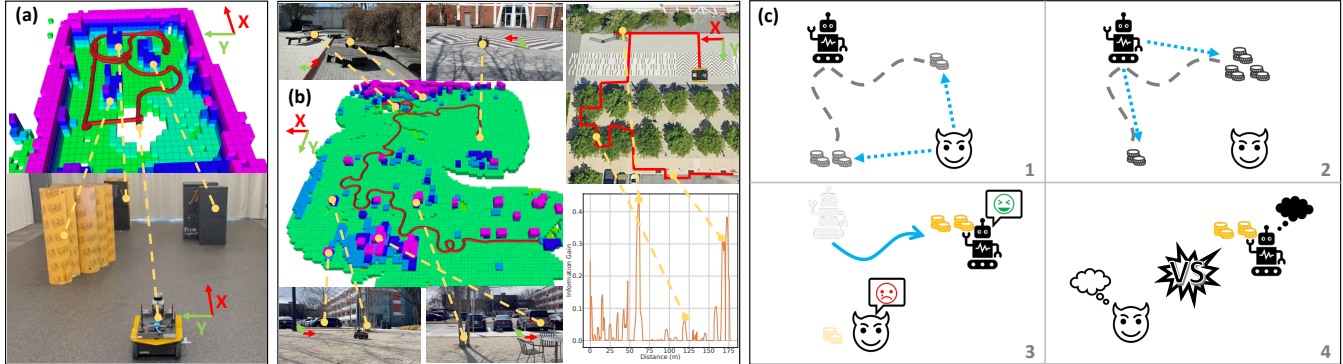 (a)
X
Y
X
Y
(b)
X
Y
X
Y
0.4
0.3
0.2
0.1
0.0
Information Gain
0 25 50 75 100 125 150 175
Distance (m)
(c)
1
2
3
VS
4